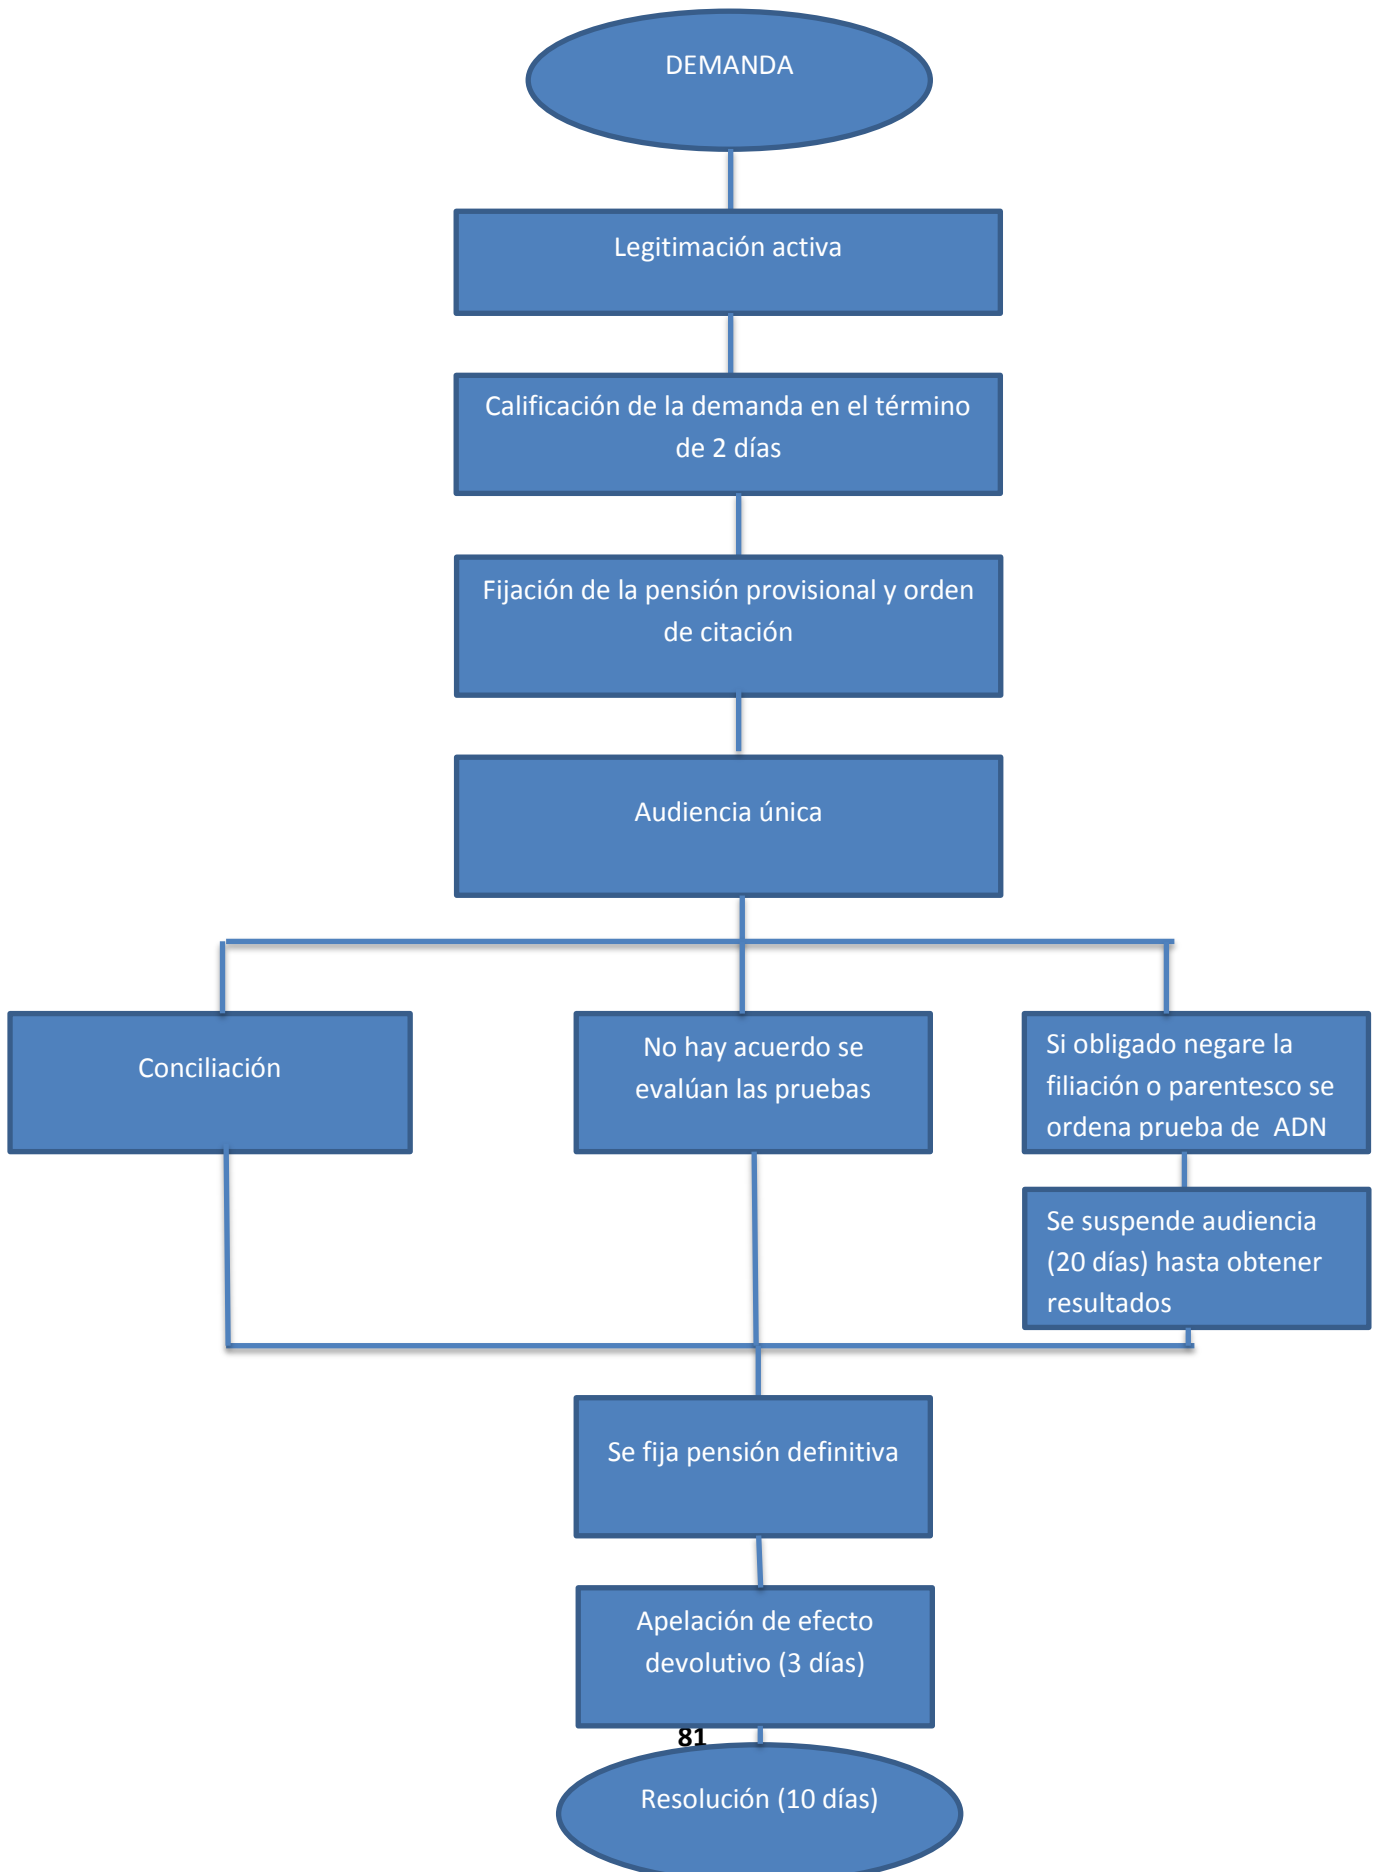 DEMANDA
Legitimación activa
Calificación de la demanda en el término
de 2 días
Fijación de la pensión provisional y orden
de citación
Audiencia única
Conciliación
No hay acuerdo se
evalúan las pruebas
Si obligado negare la
filiación o parentesco se
ordena prueba de  ADN
Se suspende audiencia
(20 días) hasta obtener
resultados
Se fija pensión definitiva
Apelación de efecto
devolutivo (3 días)
81
Resolución (10 días)